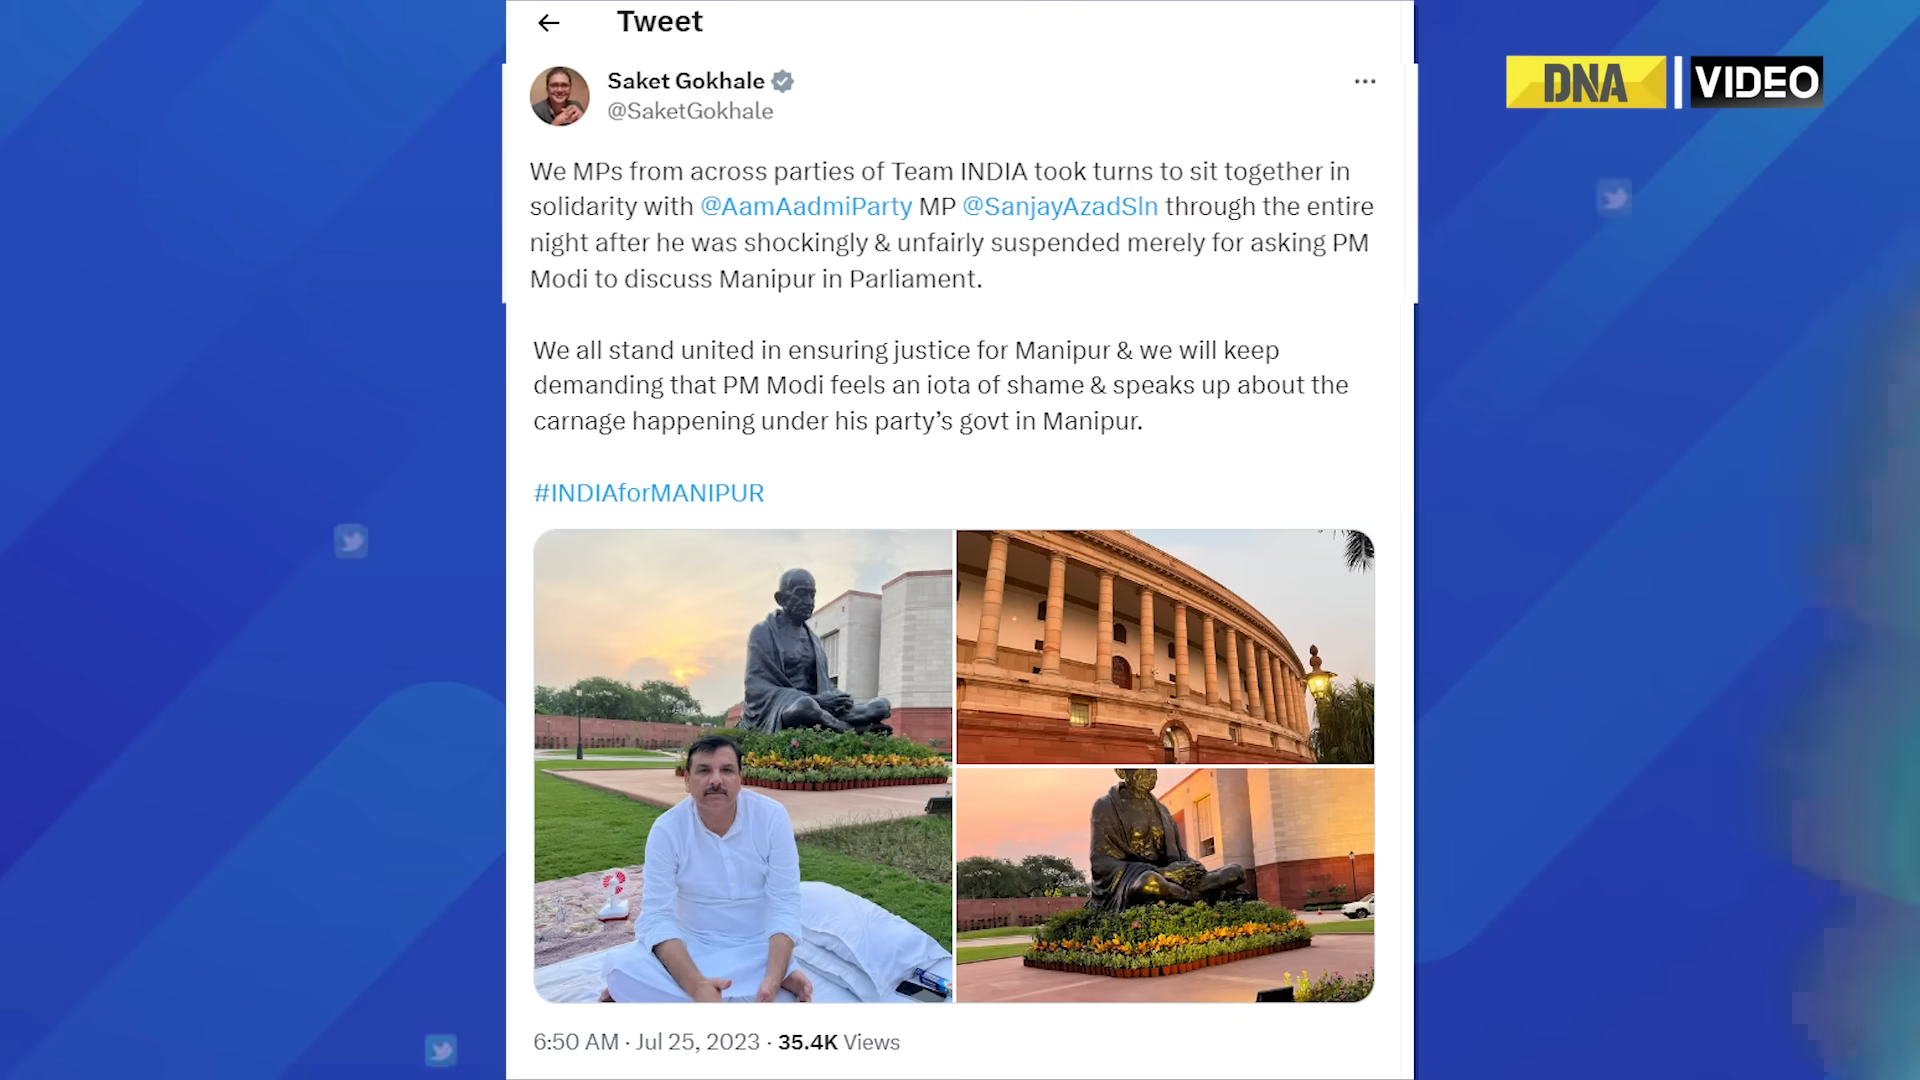 Tweet
DNA VIDEO
Saket Gokhale
@SaketGokhale
We MPs from across parties of Team INDIA took turns to sit together in
solidarity with @AamAadmiParty MP @SanjayAzadSln through the entire
night after he was shockingly & unfairly suspended merely for asking PM
Modi to discuss Manipur in Parliament.
We all stand united in ensuring justice for Manipur & we will keep
demanding that PM Modi feels an iota of shame & speaks up about the
carnage happening under his party’s govt in Manipur.
#INDIAforMANIPUR
6:50 AM · Jul 25, 2023 · 35.4K Views